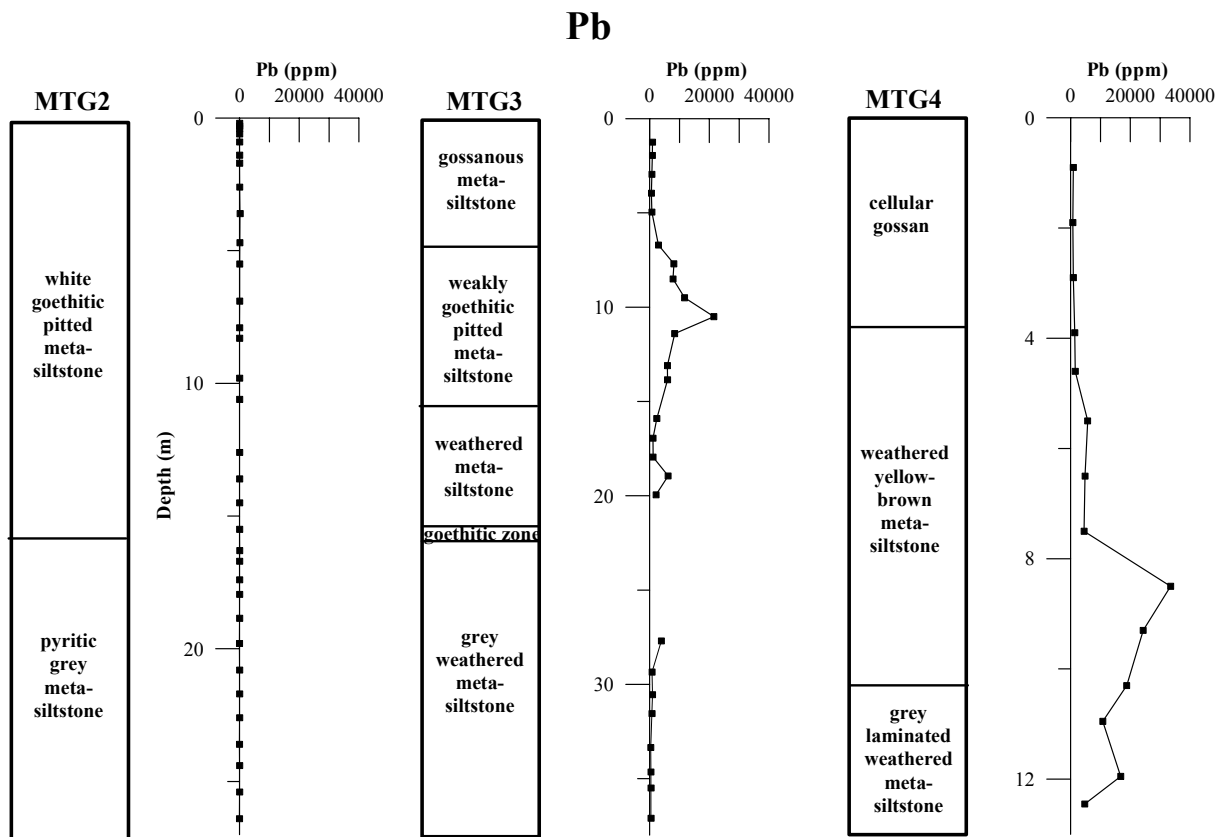 Pb
Pb (ppm)
0 20000 40000
MTG2
white
goethitic
pitted
meta-
siltstone
pyritic
grey
meta-
siltstone
Depth (m)
0
10
20
Pb (ppm)
0 20000 40000
MTG3
gossanous
meta-
siltstone
weakly
goethitic
pitted
meta-
siltstone
weathered
meta-
siltstone
goethitic zone
grey
weathered
meta-
siltstone
0
10
20
30
Pb (ppm)
0 20000 40000
MTG4
cellular
gossan
weathered
yellow-
brown
meta-
siltstone
grey
laminated
weathered
meta-
siltstone
0
4
8
12